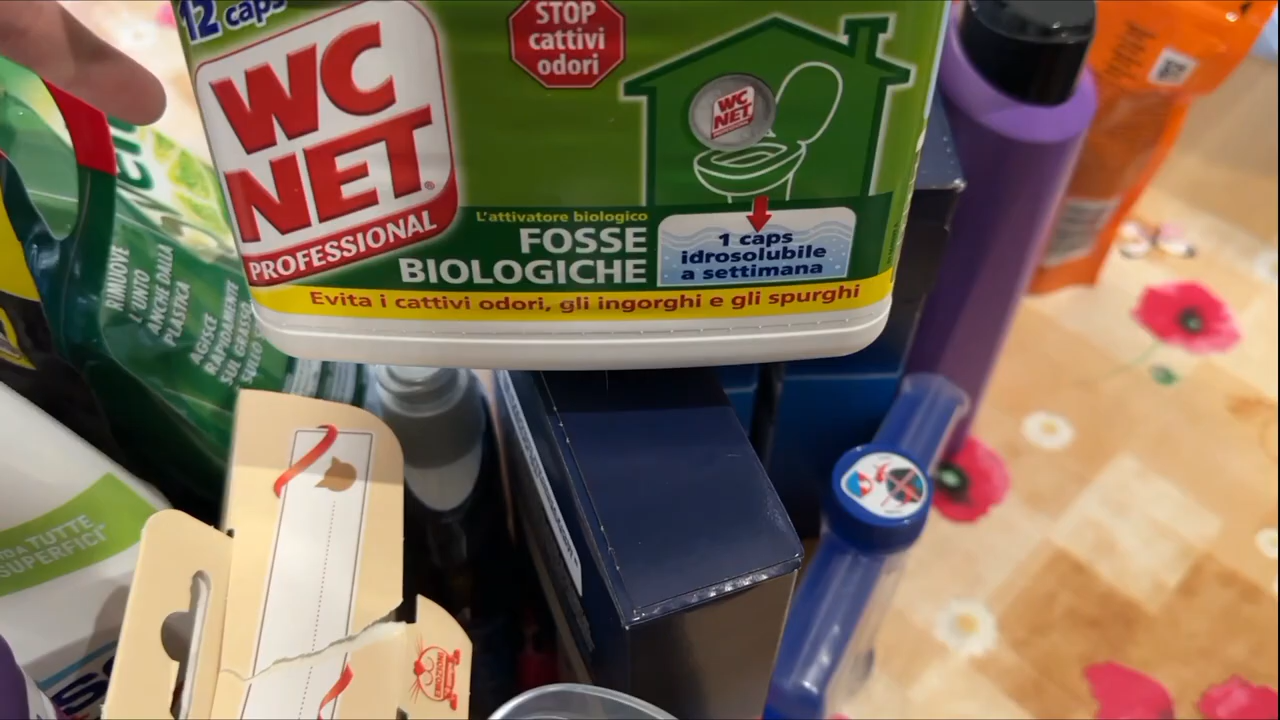 12 caps
WC
NET®
PROFESSIONAL
STOP
cattivi
odori
WC
NET
L'attivatore biologico
FOSSE
BIOLOGICHE
1 caps
idrosolubile
a settimana
Evita i cattivi odori, gli ingorghi e gli spurghi
RIMUOVE
L'UNTO
ANCHE DALLA
PLASTICA
AGISCE
RAPIDAMENTE
SUL GRASSO
TUTTE
SUPERFICI
EMOZIONI